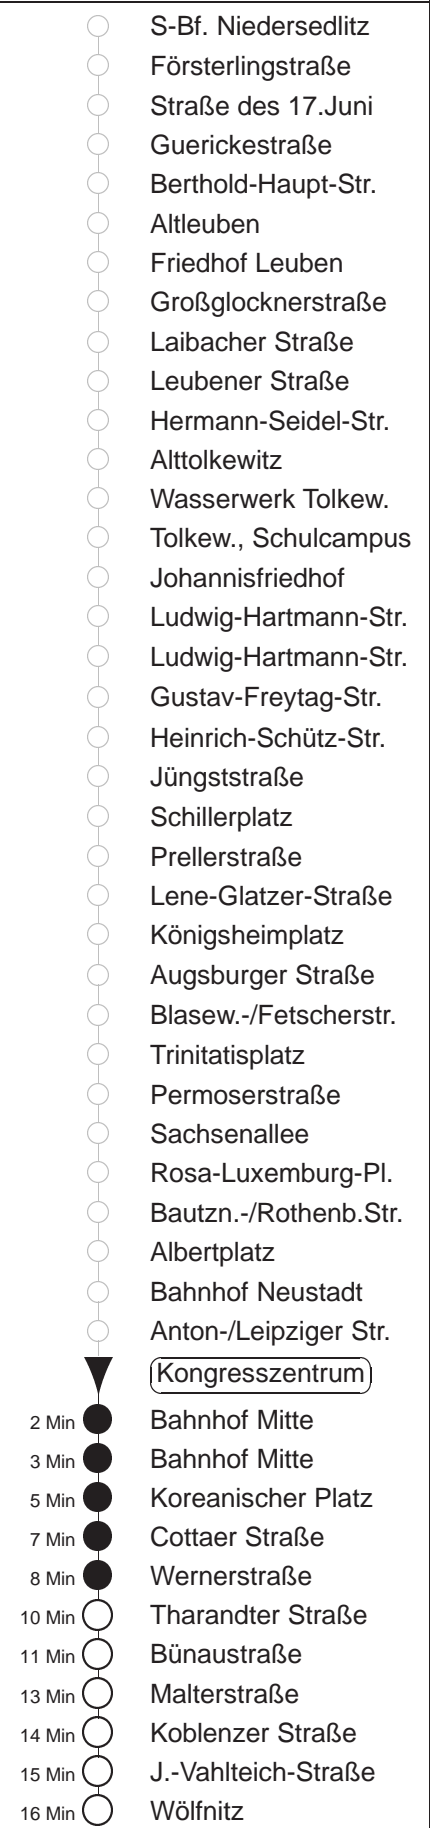 S-Bf. Niedersedlitz
Försterlingstraße
Straße des 17.Juni
Guerickestraße
Berthold-Haupt-Str.
Altleuben
Friedhof Leuben
Großglocknerstraße
Laibacher Straße
Leubener Straße
Hermann-Seidel-Str.
Alttolkewitz
Wasserwerk Tolkew.
Tolkew., Schulcampus
Johannisfriedhof
Ludwig-Hartmann-Str.
Ludwig-Hartmann-Str.
Gustav-Freytag-Str.
Heinrich-Schütz-Str.
Jüngststraße
Schillerplatz
Prellerstraße
Lene-Glatzer-Straße
Königsheimplatz
Augsburger Straße
Blasew.-/Fetscherstr.
Trinitatisplatz
Permoserstraße
Sachsenallee
Rosa-Luxemburg-Pl.
Bautzn.-/Rothenb.Str.
Albertplatz
Bahnhof Neustadt
Anton-/Leipziger Str.
Kongresszentrum
2 Min Bahnhof Mitte
3 Min Bahnhof Mitte
5 Min Koreanischer Platz
7 Min Cottaer Straße
8 Min Wernerstraße
10 Min Tharandter Straße
11 Min Bünaustraße
13 Min Malterstraße
14 Min Koblenzer Straße
15 Min J.-Vahlteich-Straße
16 Min Wölfnitz